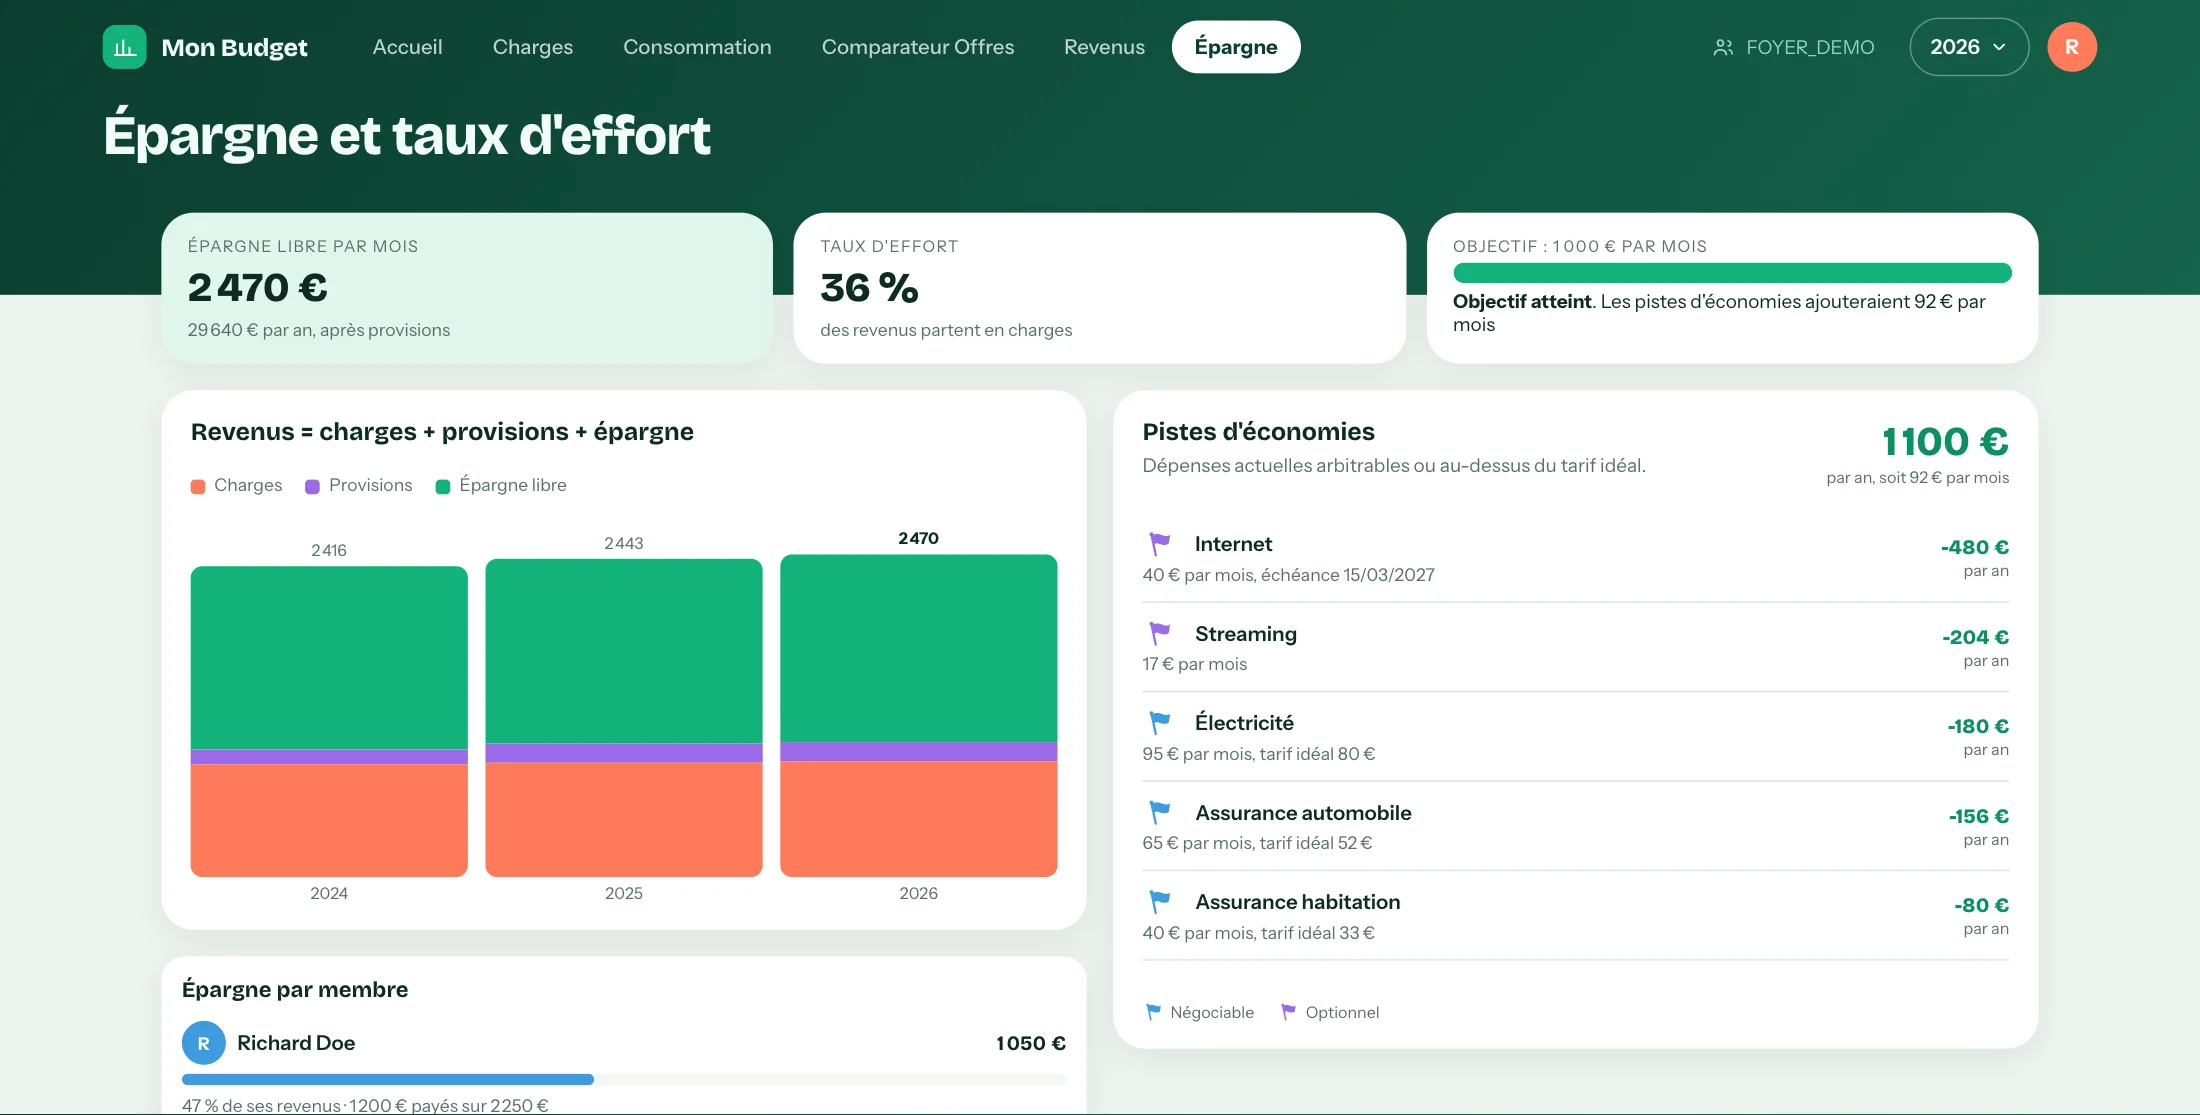 Mon Budget
Accueil
Charges
Consommation
Comparateur Offres
Revenus
Épargne
FOYER_DEMO
2026
R
Épargne et taux d'effort
ÉPARGNE LIBRE PAR MOIS
2 470 €
29 640 € par an, après provisions
TAUX D'EFFORT
36 %
des revenus partent en charges
OBJECTIF : 1 000 € PAR MOIS
Objectif atteint. Les pistes d'économies ajouteraient 92 € par
mois
Revenus = charges + provisions + épargne
Charges
Provisions
Épargne libre
2 416
2 443
2 470
2024
2025
2026
Épargne par membre
R
Richard Doe
1 050 €
47 % de ses revenus · 1 200 € payés sur 2 250 €
Pistes d'économies
Dépenses actuelles arbitrables ou au-dessus du tarif idéal.
1 100 €
par an, soit 92 € par mois
Internet
40 € par mois, échéance 15/03/2027
-480 €
par an
Streaming
17 € par mois
-204 €
par an
Électricité
95 € par mois, tarif idéal 80 €
-180 €
par an
Assurance automobile
65 € par mois, tarif idéal 52 €
-156 €
par an
Assurance habitation
40 € par mois, tarif idéal 33 €
-80 €
par an
Négociable
Optionnel